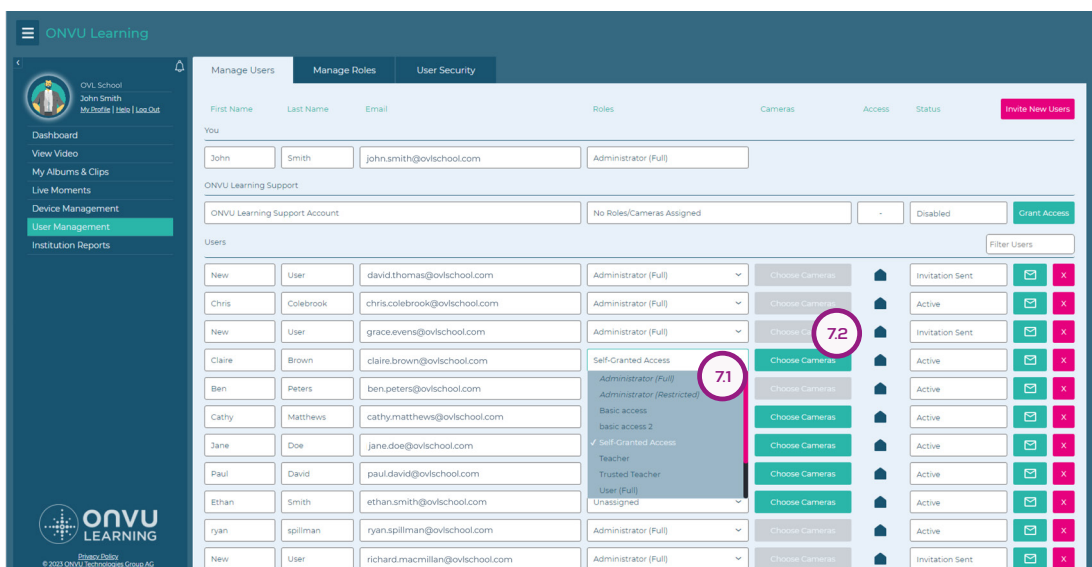 ONVU Learning
OVL School
John Smith
My Profile | Help | Log Out
Dashboard
View Video
My Albums & Clips
Live Moments
Device Management
User Management
Institution Reports
ONVU
LEARNING
Privacy Policy
© 2023 ONVU Technologies Group AG
Manage Users Manage Roles User Security
First Name Last Name Email Roles Cameras Access Status Invite New Users
You
John Smith john.smith@ovlschool.com Administrator (Full)
ONVU Learning Support
ONVU Learning Support Account No Roles/Cameras Assigned - Disabled Grant Access
Users Filter Users
New User david.thomas@ovlschool.com Administrator (Full) Choose Cameras Invitation Sent X
Chris Colebrook chris.colebrook@ovlschool.com Administrator (Full) Choose Cameras Active X
New User grace.evens@ovlschool.com Administrator (Full) 7.2 Invitation Sent X
Claire Brown claire.brown@ovlschool.com Self-Granted Access Choose Cameras Active X
7.1
Administrator (Full)
Administrator (Restricted)
Basic access
basic access 2
✓ Self-Granted Access
Teacher
Trusted Teacher
User (Full)
Ben Peters ben.peters@ovlschool.com Choose Cameras Active X
Cathy Matthews cathy.matthews@ovlschool.com Choose Cameras Active X
Jane Doe jane.doe@ovlschool.com Choose Cameras Active X
Paul David paul.david@ovlschool.com Choose Cameras Active X
Ethan Smith ethan.smith@ovlschool.com Unassigned Choose Cameras Active X
ryan spillman ryan.spillman@ovlschool.com Administrator (Full) Choose Cameras Active X
New User richard.macmillan@ovlschool.com Administrator (Full) Choose Cameras Invitation Sent X